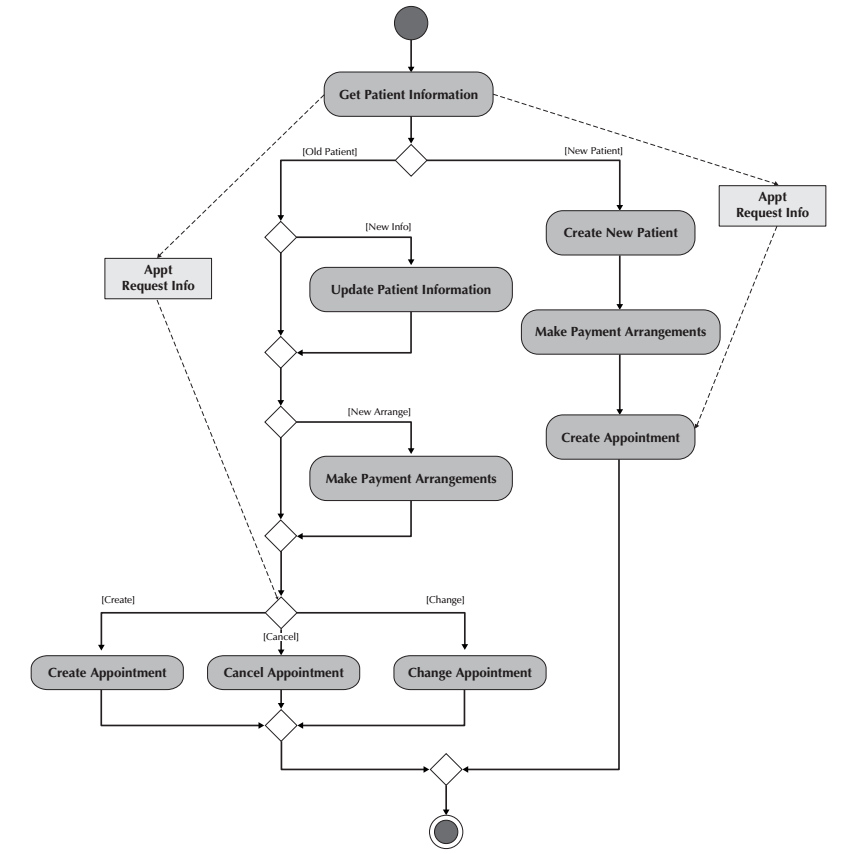 Get Patient Information
[Old Patient]
[New Patient]
Appt
Request Info
Create New Patient
[New Info]
Appt
Request Info
Update Patient Information
Make Payment Arrangements
[New Arrange]
Create Appointment
Make Payment Arrangements
[Create]
[Change]
[Cancel]
Create Appointment
Cancel Appointment
Change Appointment